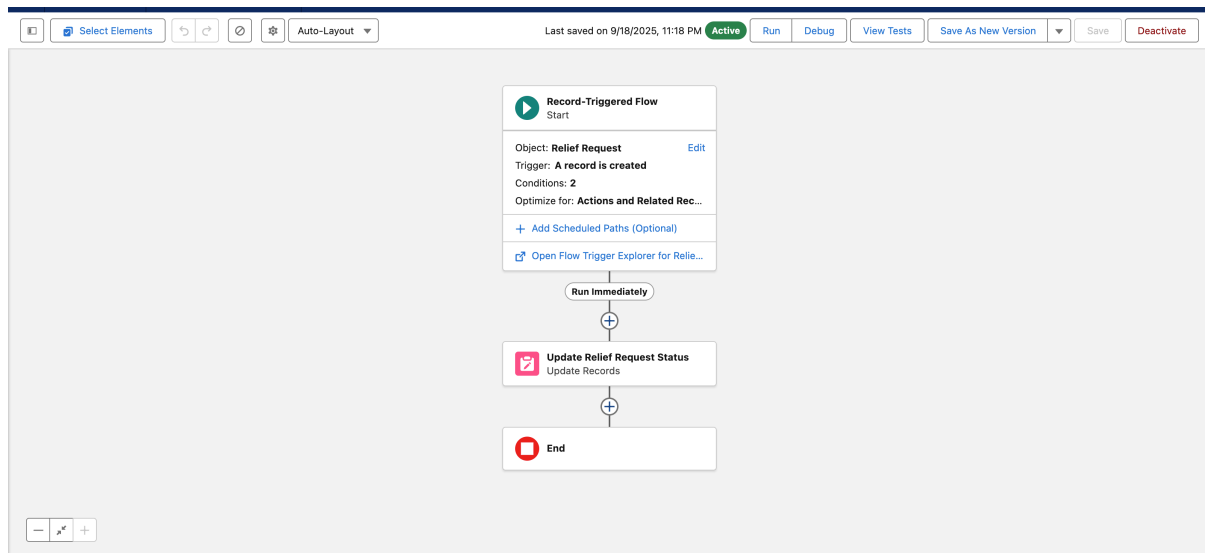 Select Elements
Auto-Layout
Last saved on 9/18/2025, 11:18 PM
Active
Run
Debug
View Tests
Save As New Version
Save
Deactivate
Record-Triggered Flow
Start
Object: Relief Request
Edit
Trigger: A record is created
Conditions: 2
Optimize for: Actions and Related Rec...
+ Add Scheduled Paths (Optional)
Open Flow Trigger Explorer for Relie...
Run Immediately
Update Relief Request Status
Update Records
End